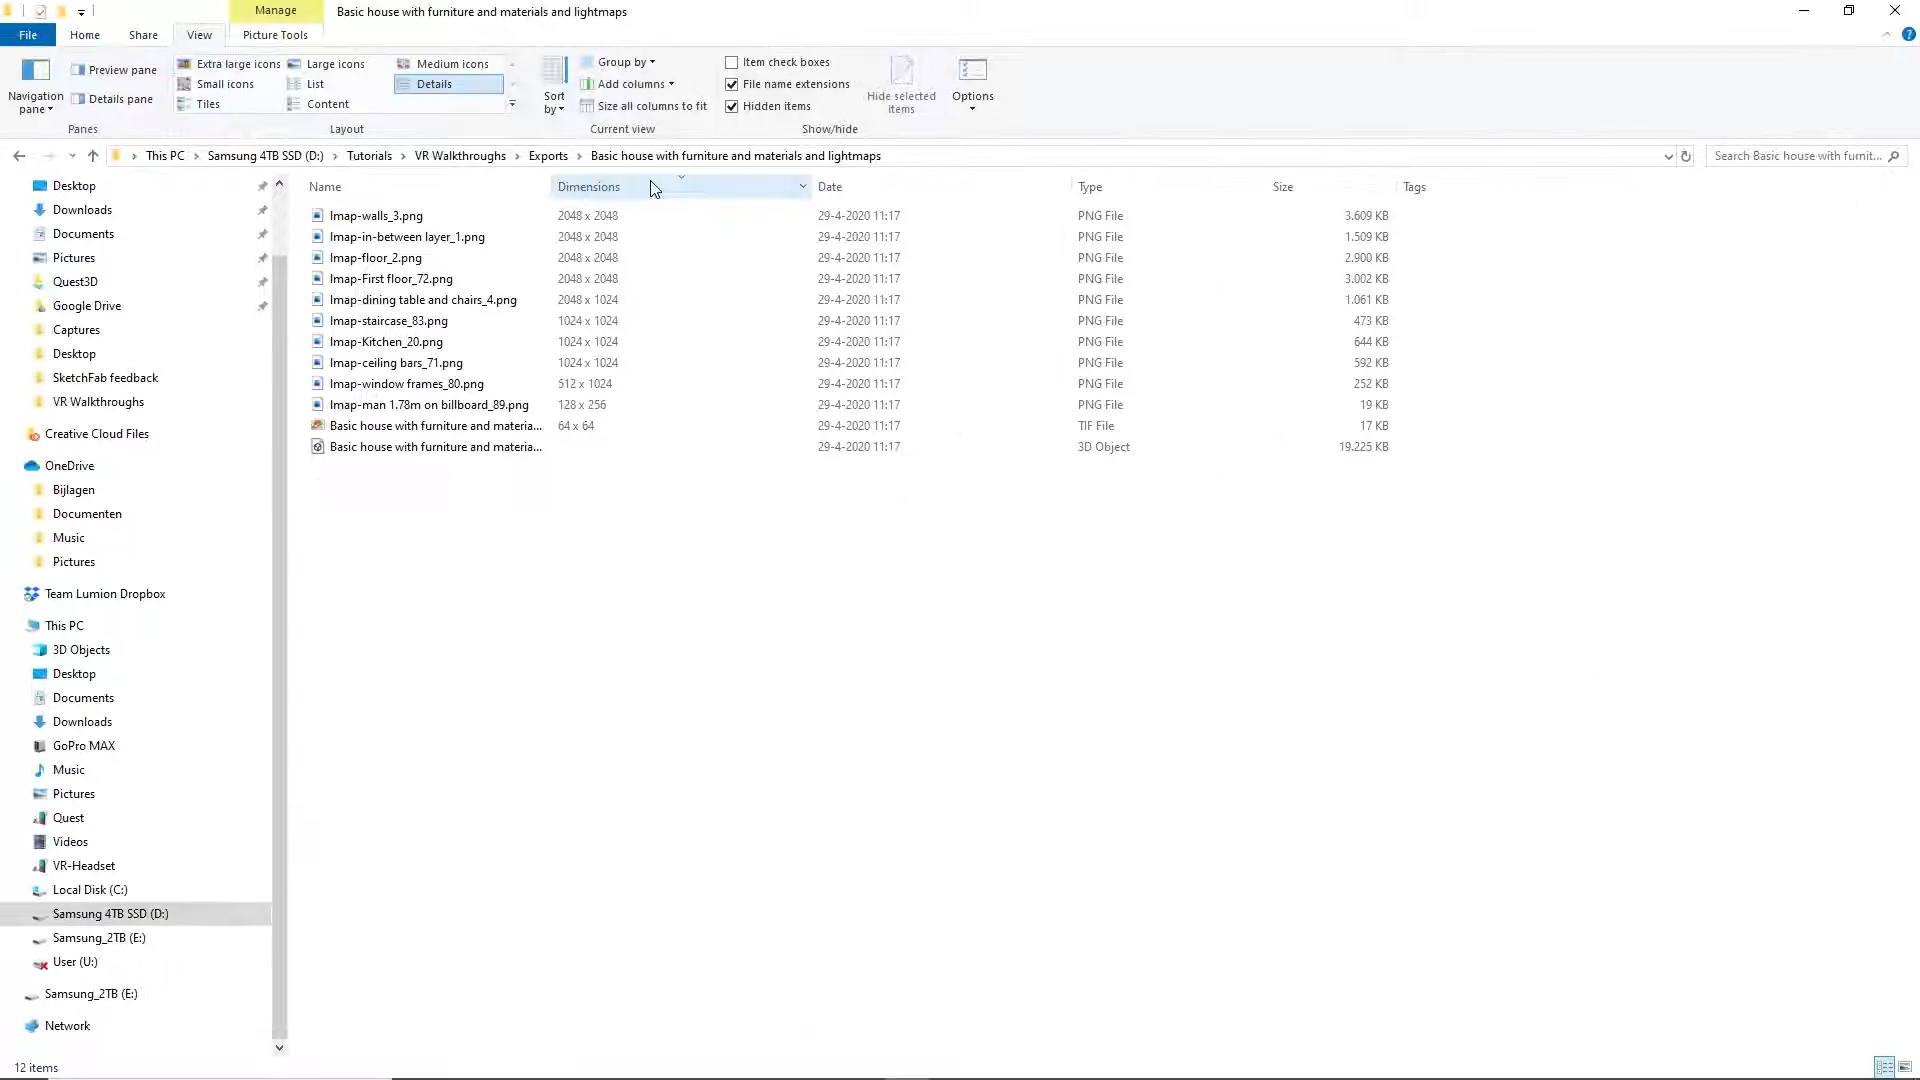 Manage
Basic house with furniture and materials and lightmaps
File Home Share View Picture Tools
Navigation pane
Preview pane
Details pane
Panes
Extra large icons Large icons Medium icons
Small icons List Details
Tiles Content
Layout
Sort by
Group by
Add columns
Size all columns to fit
Current view
Item check boxes
File name extensions
Hidden items
Hide selected items
Show/hide
Options
This PC > Samsung 4TB SSD (D:) > Tutorials > VR Walkthroughs > Exports > Basic house with furniture and materials and lightmaps
Search Basic house with furnit...
Desktop
Downloads
Documents
Pictures
Quest3D
Google Drive
Captures
Desktop
SketchFab feedback
VR Walkthroughs
Creative Cloud Files
OneDrive
Bijlagen
Documenten
Music
Pictures
Team Lumion Dropbox
This PC
3D Objects
Desktop
Documents
Downloads
GoPro MAX
Music
Pictures
Quest
Videos
VR-Headset
Local Disk (C:)
Samsung 4TB SSD (D:)
Samsung_2TB (E:)
User (U:)
Samsung_2TB (E:)
Network
Name Dimensions Date Type Size Tags
lmap-walls_3.png 2048 x 2048 29-4-2020 11:17 PNG File 3.609 KB
lmap-in-between layer_1.png 2048 x 2048 29-4-2020 11:17 PNG File 1.509 KB
lmap-floor_2.png 2048 x 2048 29-4-2020 11:17 PNG File 2.900 KB
lmap-First floor_72.png 2048 x 2048 29-4-2020 11:17 PNG File 3.002 KB
lmap-dining table and chairs_4.png 2048 x 1024 29-4-2020 11:17 PNG File 1.061 KB
lmap-staircase_83.png 1024 x 1024 29-4-2020 11:17 PNG File 473 KB
lmap-Kitchen_20.png 1024 x 1024 29-4-2020 11:17 PNG File 644 KB
lmap-ceiling bars_71.png 1024 x 1024 29-4-2020 11:17 PNG File 592 KB
lmap-window frames_80.png 512 x 1024 29-4-2020 11:17 PNG File 252 KB
lmap-man 1.78m on billboard_89.png 128 x 256 29-4-2020 11:17 PNG File 19 KB
Basic house with furniture and materia... 64 x 64 29-4-2020 11:17 TIF File 17 KB
Basic house with furniture and materia... 29-4-2020 11:17 3D Object 19.225 KB
12 items